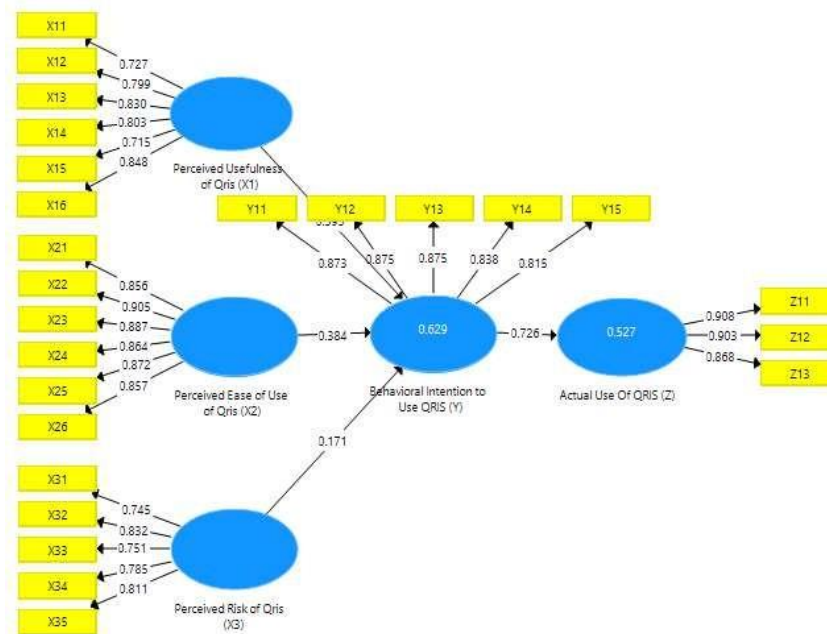 X11
X12
X13
X14
X15
X16
0.727
0.799
0.830
0.803
0.715
0.848
Perceived Usefulness
of Qris (X1)
Y11
Y12
Y13
Y14
Y15
0.873
0.875
0.875
0.838
0.815
X21
X22
X23
X24
X25
X26
0.856
0.905
0.887
0.864
0.872
0.857
Perceived Ease of Use
of Qris (X2)
0.384
0.629
Behavioral Intention to
Use QRIS (Y)
0.726
0.527
Actual Use Of QRIS (Z)
0.908
0.903
0.868
Z11
Z12
Z13
0.171
X31
X32
X33
X34
X35
0.745
0.832
0.751
0.785
0.811
Perceived Risk of Qris
(X3)